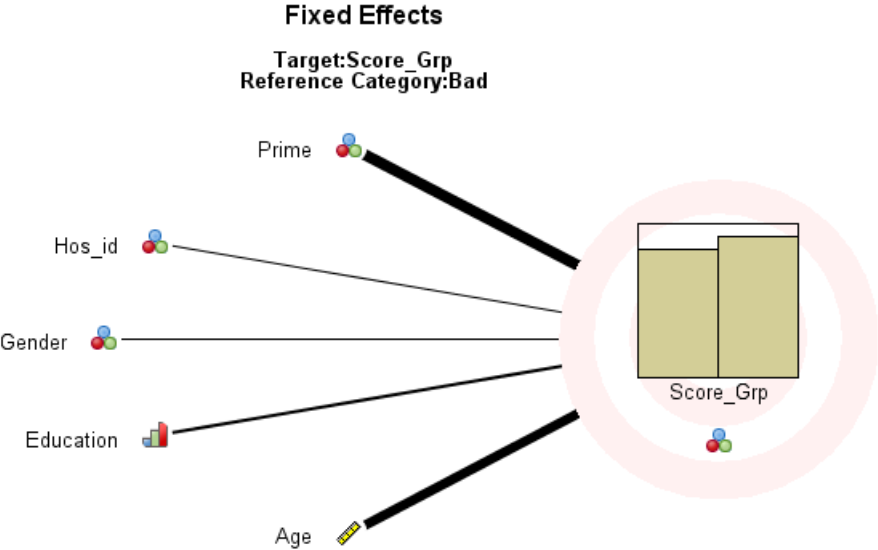 Fixed Effects
Target:Score_Grp
Reference Category:Bad
Prime
Hos_id
Gender
Education
Age
Score_Grp